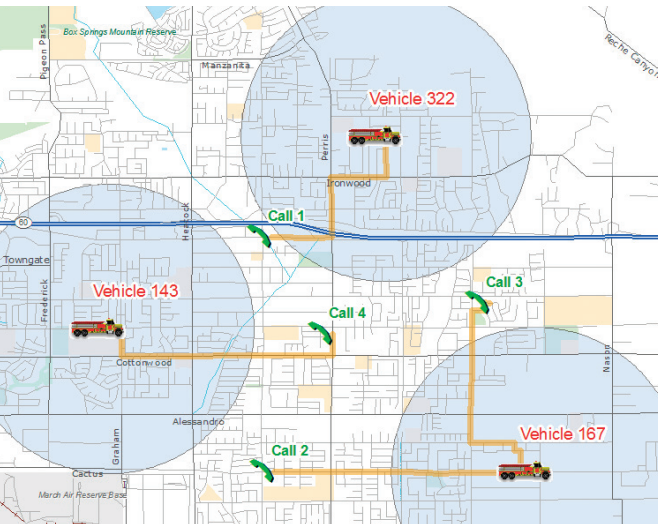 Box Springs Mountain Reserve
Pigeon Pass
Manzanita
Reche Canyon
Vehicle 322
Perris
Ironwood
Heacock
Call 1
60
Towngate
Frederick
Vehicle 143
Call 3
Call 4
Cottonwood
Nason
Alessandro
Graham
Vehicle 167
Call 2
Cactus
March Air Reserve Base